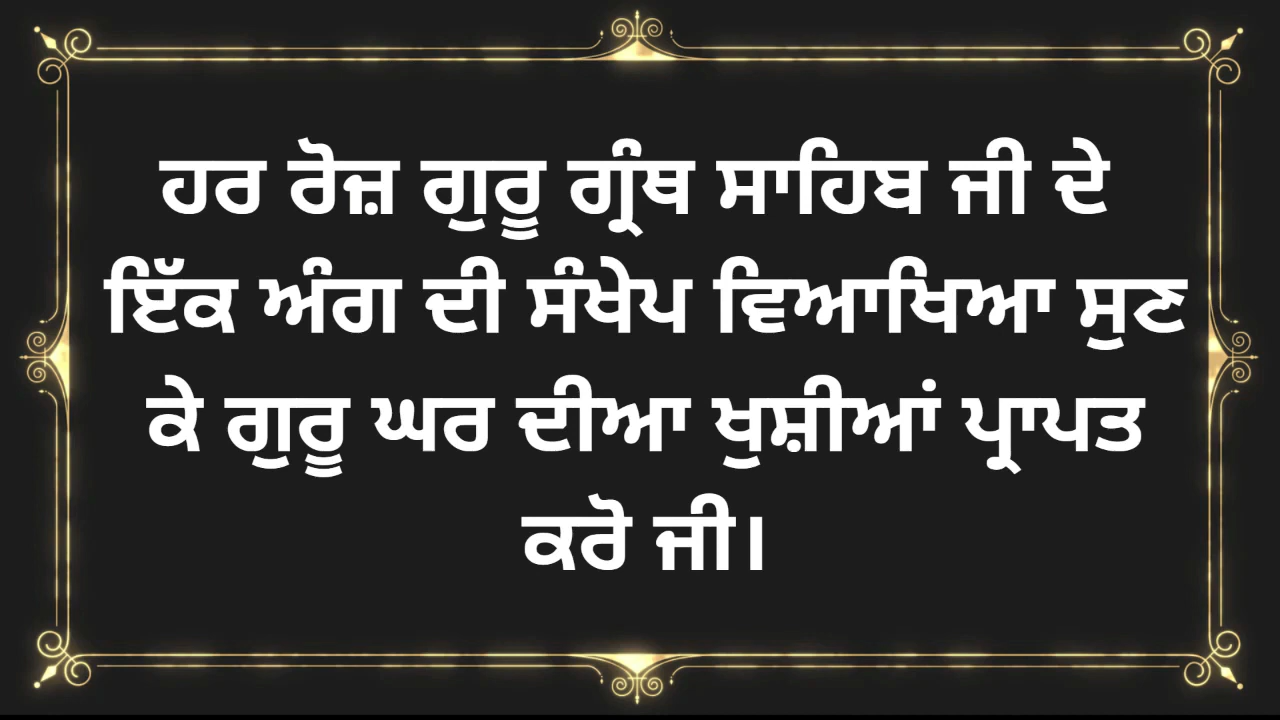 ਹਰ ਰੋਜ਼ ਗੁਰੂ ਗ੍ਰੰਥ ਸਾਹਿਬ ਜੀ ਦੇ
ਇੱਕ ਅੰਗ ਦੀ ਸੰਖੇਪ ਵਿਆਖਿਆ ਸੁਣ
ਕੇ ਗੁਰੂ ਘਰ ਦੀਆ ਖੁਸ਼ੀਆਂ ਪ੍ਰਾਪਤ
ਕਰੋ ਜੀ।